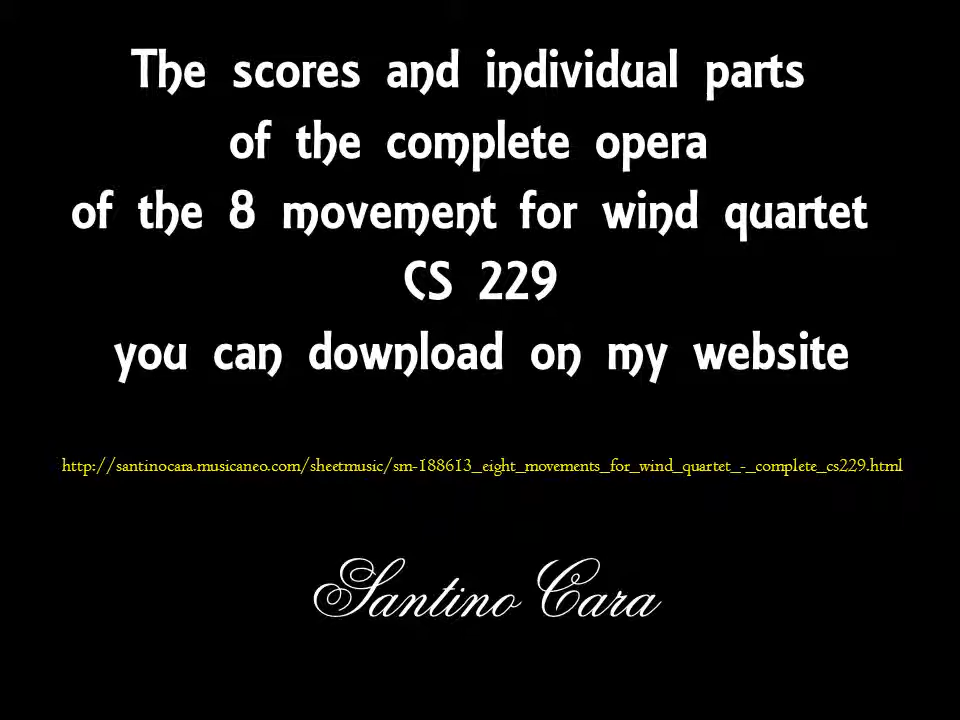 The scores and individual parts
of the complete opera
of the 8 movement for wind quartet
CS 229
you can download on my website
http://santinocara.musicaneo.com/sheetmusic/sm-188613_eight_movements_for_wind_quartet_-_complete_cs229.html
Santino Cara